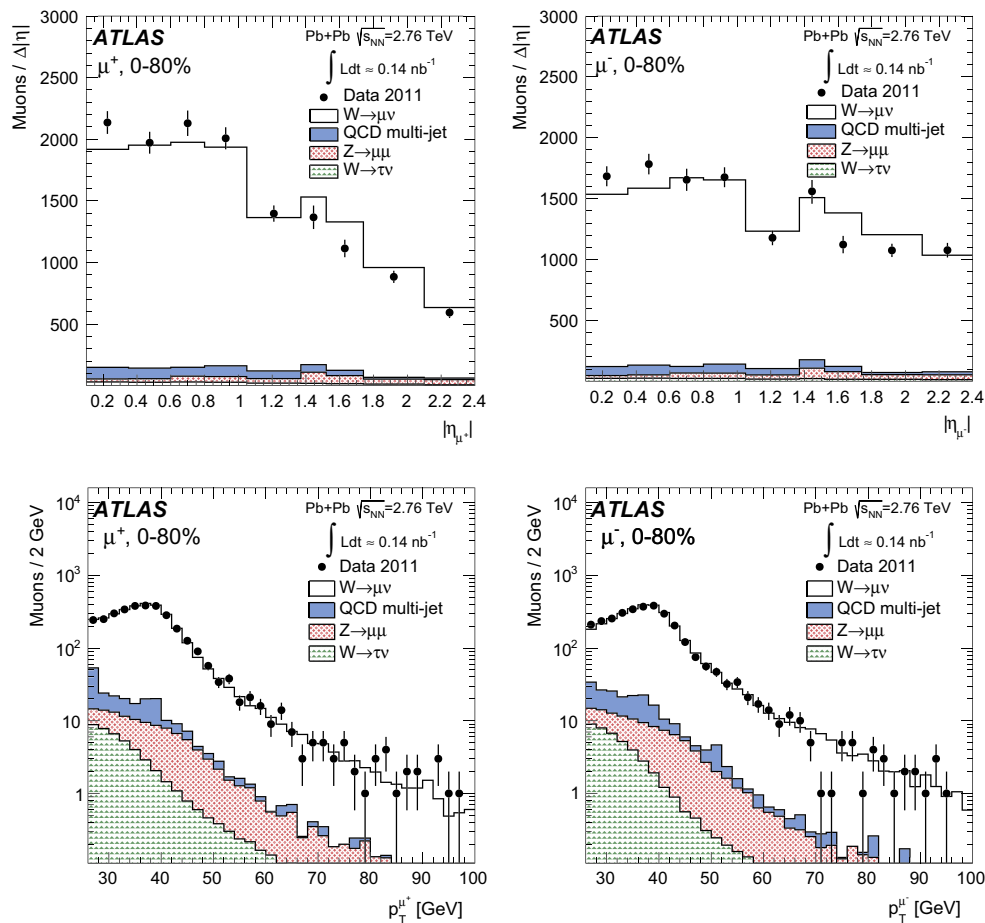 ATLAS
μ⁺, 0-80%
Pb+Pb √s_NN=2.76 TeV
∫ Ldt ≈ 0.14 nb⁻¹
Data 2011
W→μν
QCD multi-jet
Z→μμ
W→τν
Muons / Δ|η|
3000
2500
2000
1500
1000
500
0.2 0.4 0.6 0.8 1 1.2 1.4 1.6 1.8 2 2.2 2.4
|η_μ⁺|
ATLAS
μ⁻, 0-80%
Pb+Pb √s_NN=2.76 TeV
∫ Ldt ≈ 0.14 nb⁻¹
Data 2011
W→μν
QCD multi-jet
Z→μμ
W→τν
Muons / Δ|η|
3000
2500
2000
1500
1000
500
0.2 0.4 0.6 0.8 1 1.2 1.4 1.6 1.8 2 2.2 2.4
|η_μ⁻|
ATLAS
μ⁺, 0-80%
Pb+Pb √s_NN=2.76 TeV
∫ Ldt ≈ 0.14 nb⁻¹
Data 2011
W→μν
QCD multi-jet
Z→μμ
W→τν
Muons / 2 GeV
10⁴
10³
10²
10
1
30 40 50 60 70 80 90 100
p_T^μ⁺ [GeV]
ATLAS
μ⁻, 0-80%
Pb+Pb √s_NN=2.76 TeV
∫ Ldt ≈ 0.14 nb⁻¹
Data 2011
W→μν
QCD multi-jet
Z→μμ
W→τν
Muons / 2 GeV
10⁴
10³
10²
10
1
30 40 50 60 70 80 90 100
p_T^μ⁻ [GeV]